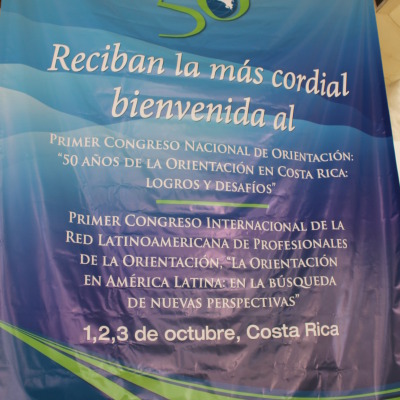 50
Reciban la más cordial
bienvenida al
PRIMER CONGRESO NACIONAL DE ORIENTACIÓN:
"50 AÑOS DE LA ORIENTACIÓN EN COSTA RICA:
LOGROS Y DESAFÍOS"
PRIMER CONGRESO INTERNACIONAL DE LA
RED LATINOAMERICANA DE PROFESIONALES
DE LA ORIENTACIÓN, "LA ORIENTACIÓN
EN AMÉRICA LATINA: EN LA BÚSQUEDA
DE NUEVAS PERSPECTIVAS"
1,2,3 de octubre, Costa Rica